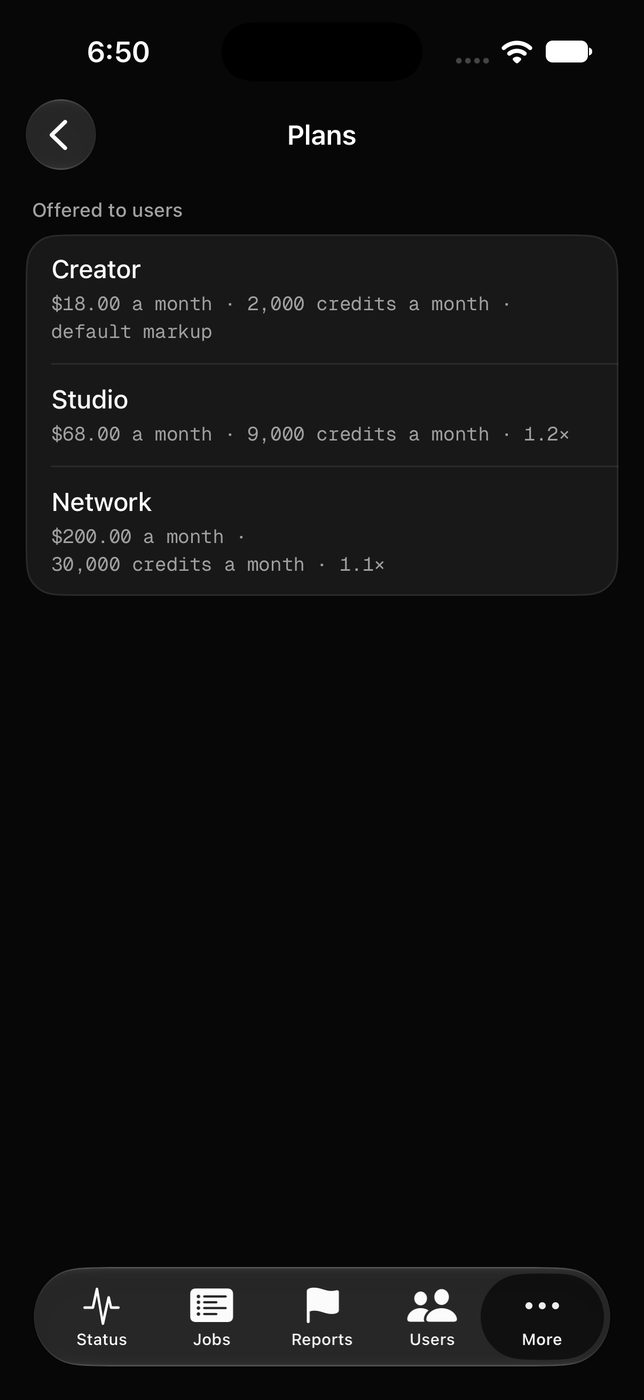 6:50
Plans
Offered to users
Creator
$18.00 a month · 2,000 credits a month ·
default markup
Studio
$68.00 a month · 9,000 credits a month · 1.2×
Network
$200.00 a month ·
30,000 credits a month · 1.1×
Status
Jobs
Reports
Users
More